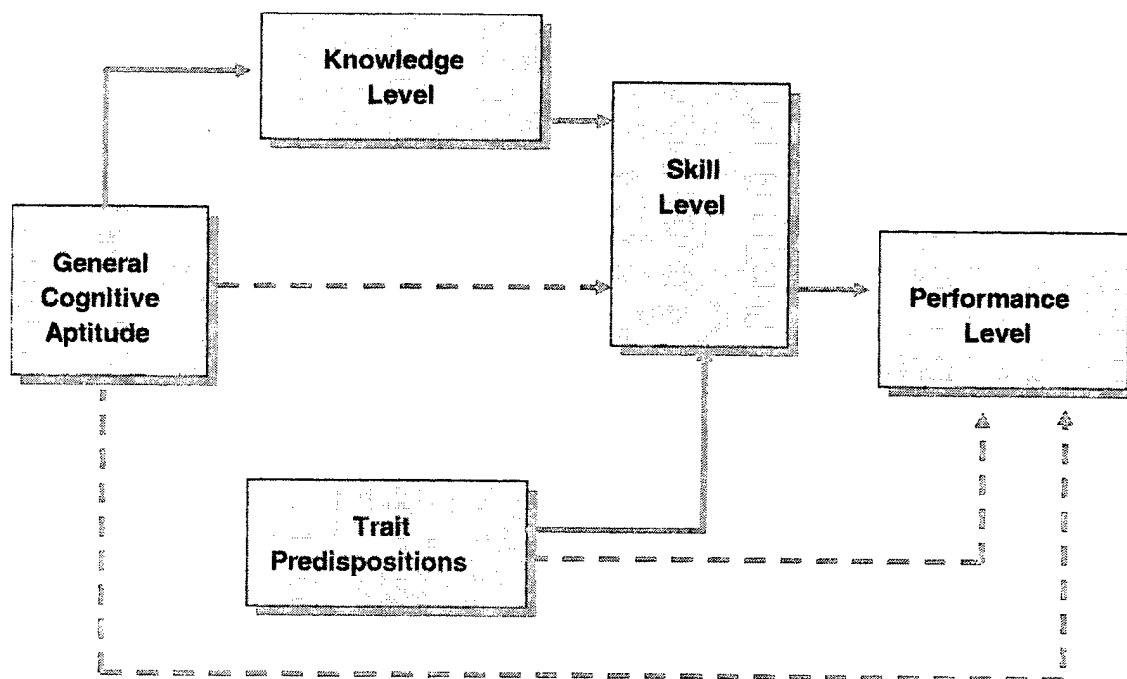 Knowledge
Level
Skill
Level
General
Cognitive
Aptitude
Performance
Level
Trait
Predispositions